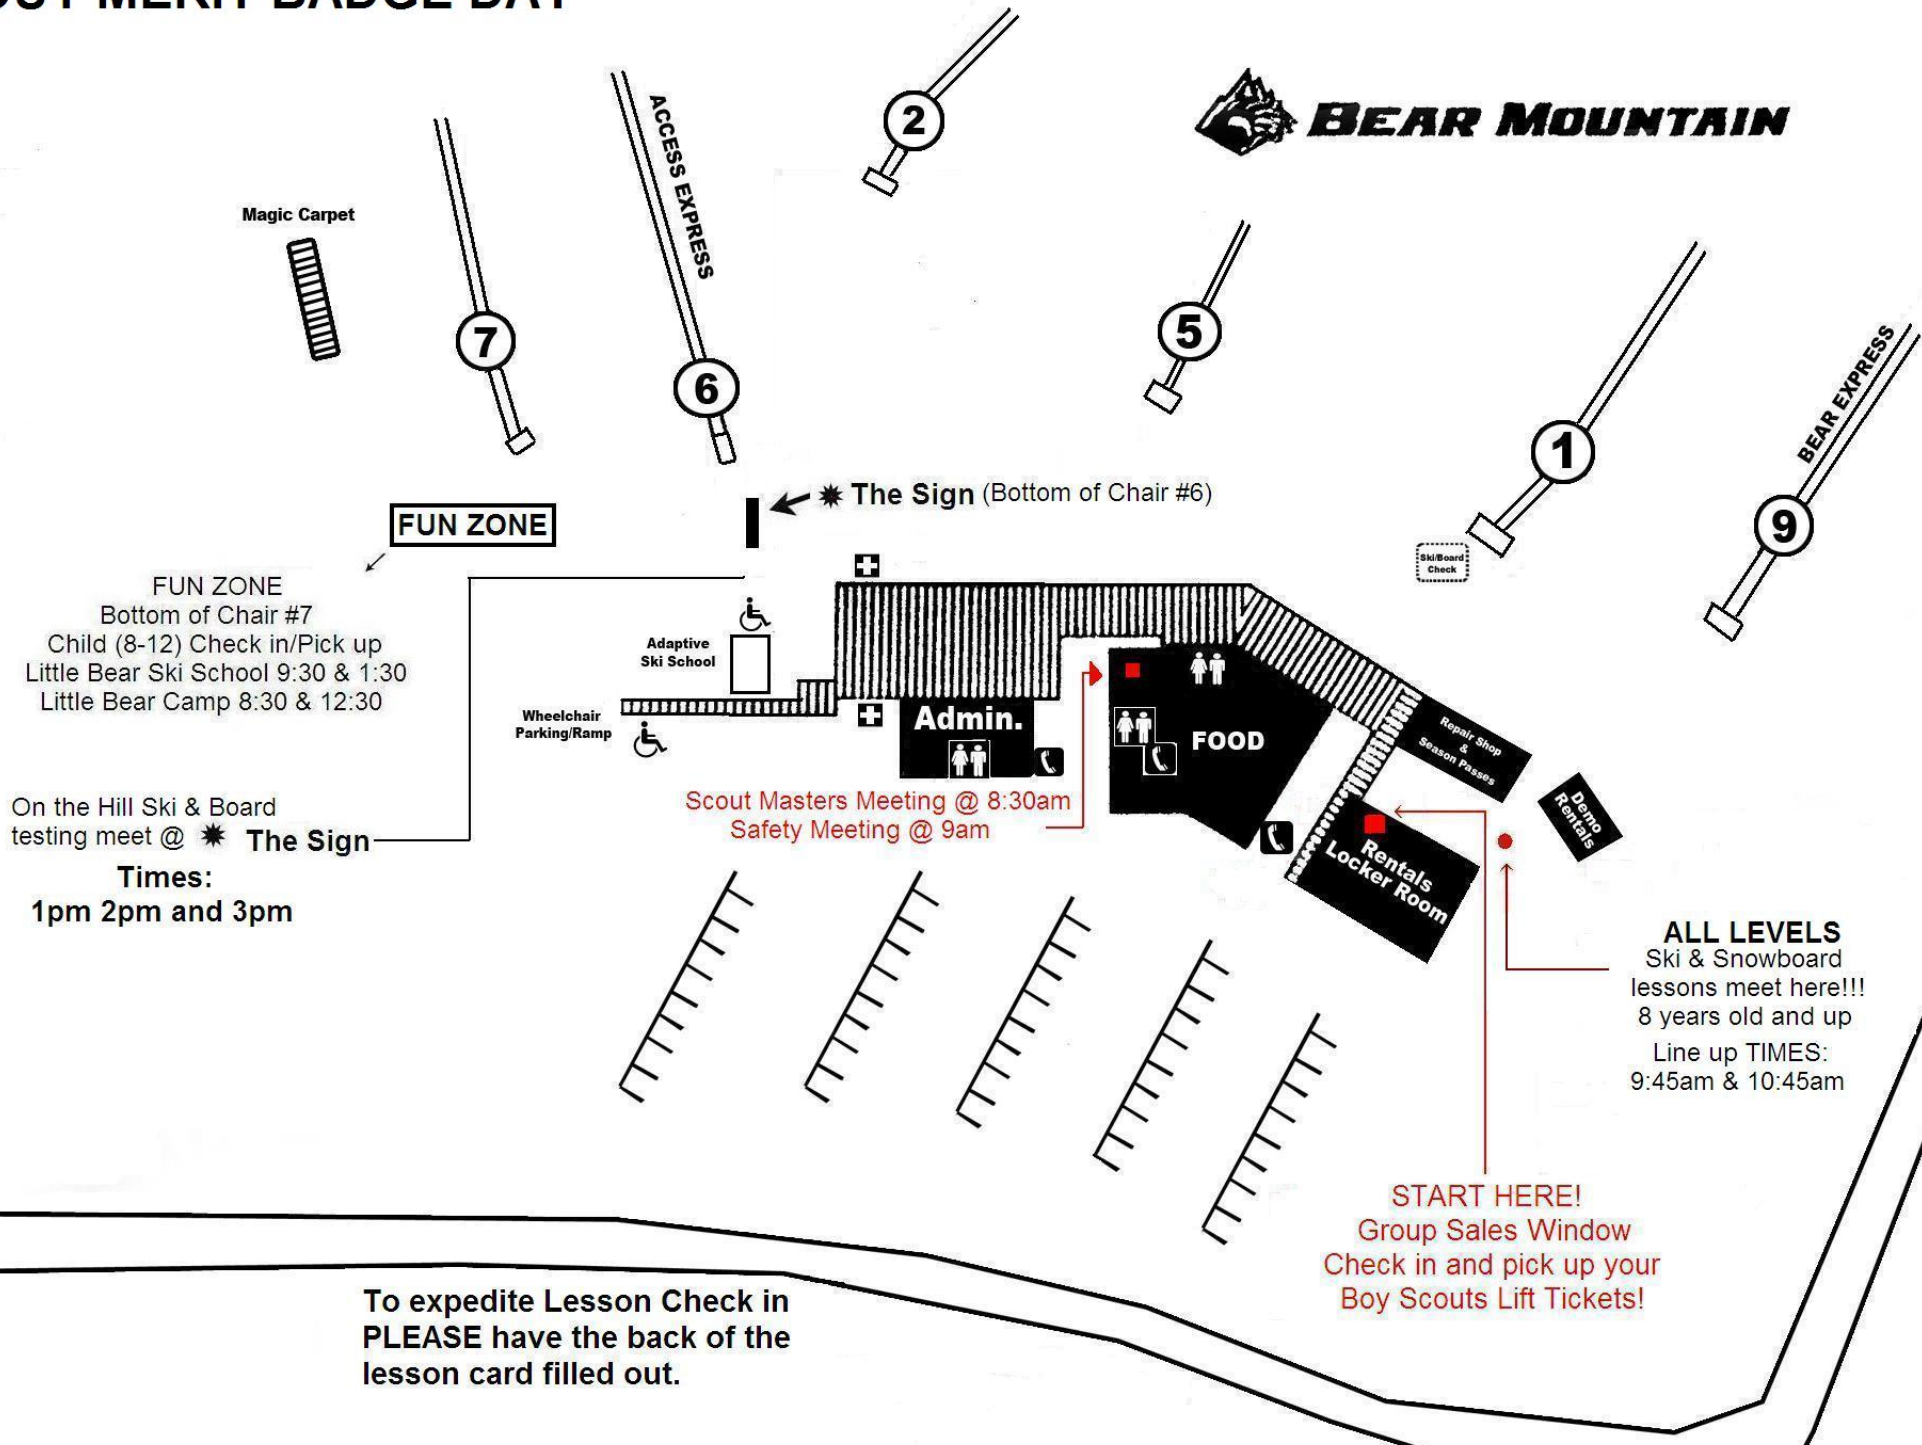 MERIT BADGE DAY
BEAR MOUNTAIN
2
ACCESS EXPRESS
Magic Carpet
7
6
5
1
BEAR EXPRESS
9
The Sign (Bottom of Chair #6)
FUN ZONE
Ski/Board
Check
FUN ZONE
Bottom of Chair #7
Child (8-12) Check in/Pick up
Little Bear Ski School 9:30 & 1:30
Little Bear Camp 8:30 & 12:30
Adaptive
Ski School
Wheelchair
Parking/Ramp
Admin.
FOOD
Repair Shop
&
Season Passes
Demo
Rentals
Scout Masters Meeting @ 8:30am
Safety Meeting @ 9am
Rentals
Locker Room
On the Hill Ski & Board
testing meet @ The Sign
Times:
1pm 2pm and 3pm
ALL LEVELS
Ski & Snowboard
lessons meet here!!!
8 years old and up
Line up TIMES:
9:45am & 10:45am
START HERE!
Group Sales Window
Check in and pick up your
Boy Scouts Lift Tickets!
To expedite Lesson Check in
PLEASE have the back of the
lesson card filled out.